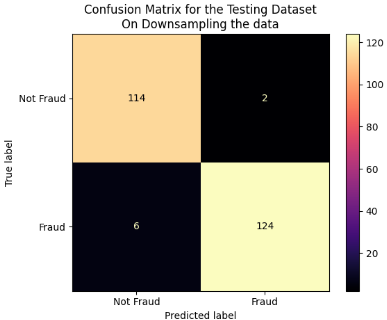 Confusion Matrix for the Testing Dataset
On Downsampling the data
True label
Not Fraud
114
2
Fraud
6
124
Not Fraud
Fraud
Predicted label
120
100
80
60
40
20